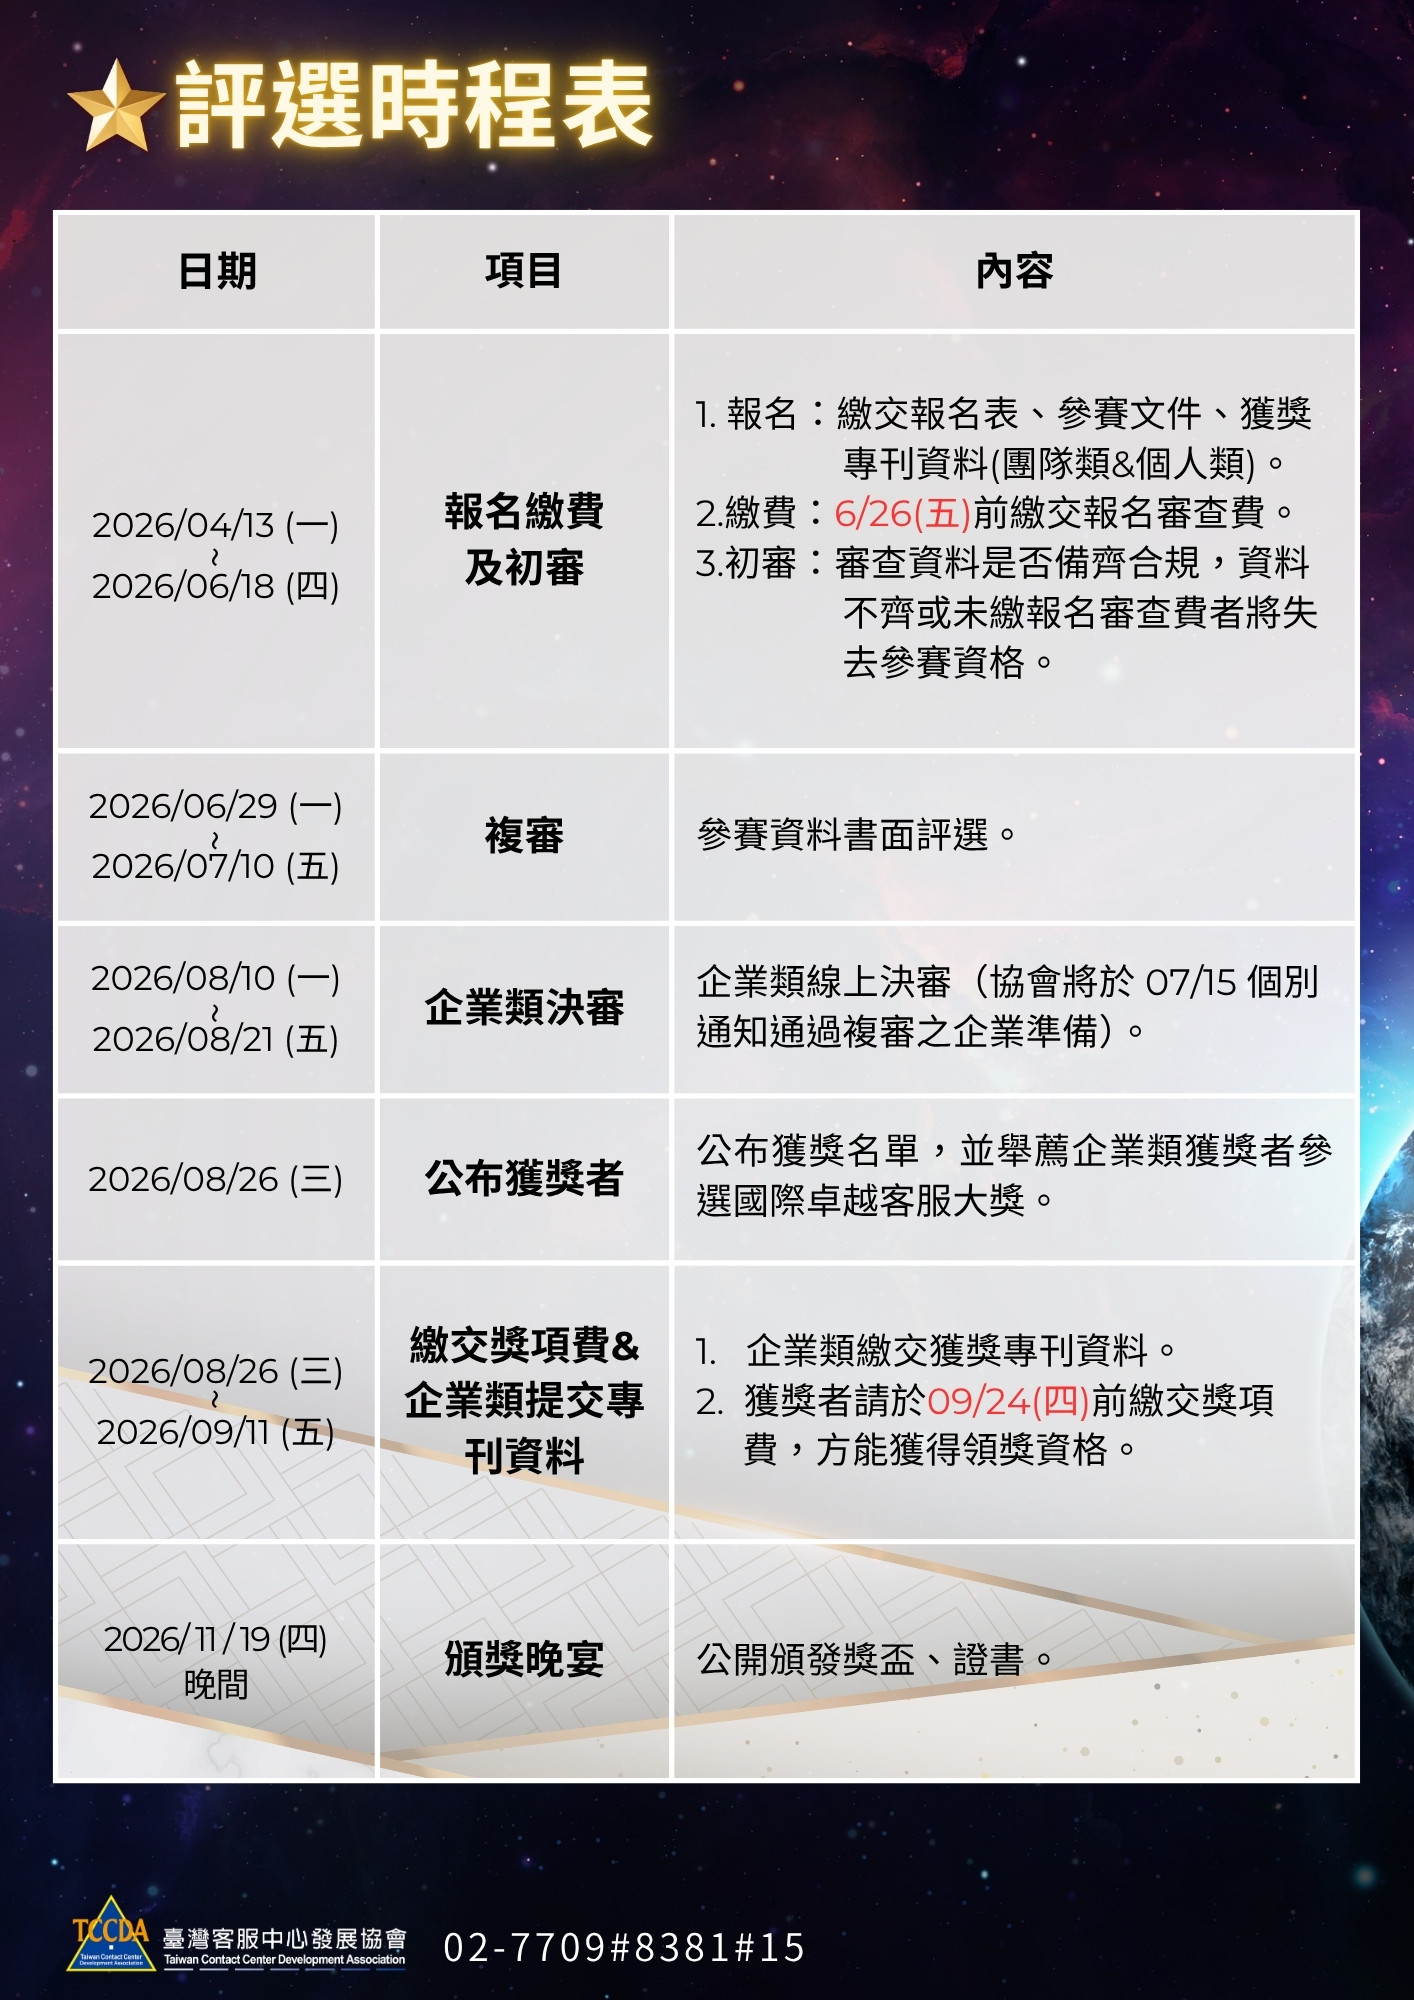 評選時程表
日期
項目
內容
2026/04/13 (一)
~
2026/06/18 (四)
報名繳費
及初審
1. 報名：繳交報名表、參賽文件、獲獎
專刊資料(團隊類&個人類)。
2.繳費：6/26(五)前繳交報名審查費。
3.初審：審查資料是否備齊合規，資料
不齊或未繳報名審查費者將失
去參賽資格。
2026/06/29 (一)
~
2026/07/10 (五)
複審
參賽資料書面評選。
2026/08/10 (一)
~
2026/08/21 (五)
企業類決審
企業類線上決審（協會將於 07/15 個別
通知通過複審之企業準備）。
2026/08/26 (三)
公布獲獎者
公布獲獎名單，並舉薦企業類獲獎者參
選國際卓越客服大獎。
2026/08/26 (三)
~
2026/09/11 (五)
繳交獎項費&
企業類提交專
刊資料
1. 企業類繳交獲獎專刊資料。
2. 獲獎者請於09/24(四)前繳交獎項
費，方能獲得領獎資格。
2026/11/19 (四)
晚間
頒獎晚宴
公開頒發獎盃、證書。
TCCDA
Taiwan Contact Center
Development Association
臺灣客服中心發展協會
Taiwan Contact Center Development Association
02-7709#8381#15